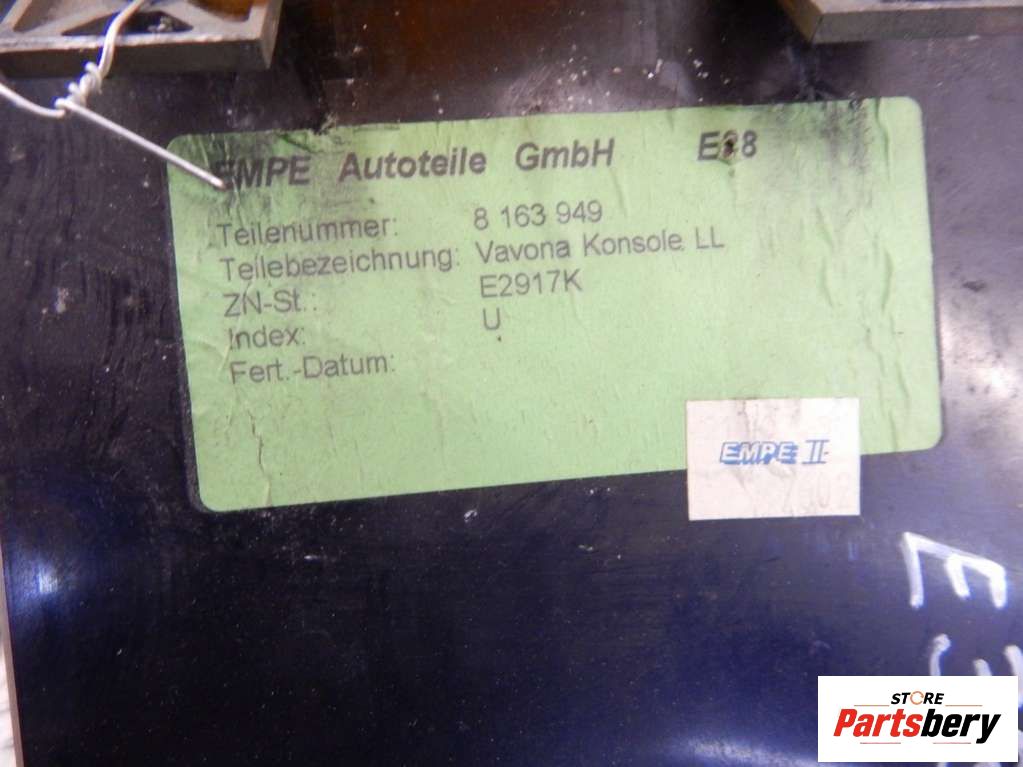 EMPE Autoteile GmbH E38
Teilenummer: 8 163 949
Teilebezeichnung: Vavona Konsole LL
ZN-St.: E2917K
Index: U
Fert.-Datum:
EMPE II
STORE
Partsbery